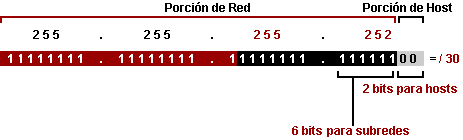 Porción de Red Porción de Host
255 . 255 . 255 . 252
11111111 . 11111111 . 11111111 . 11111100 = / 30
2 bits para hosts
6 bits para subredes